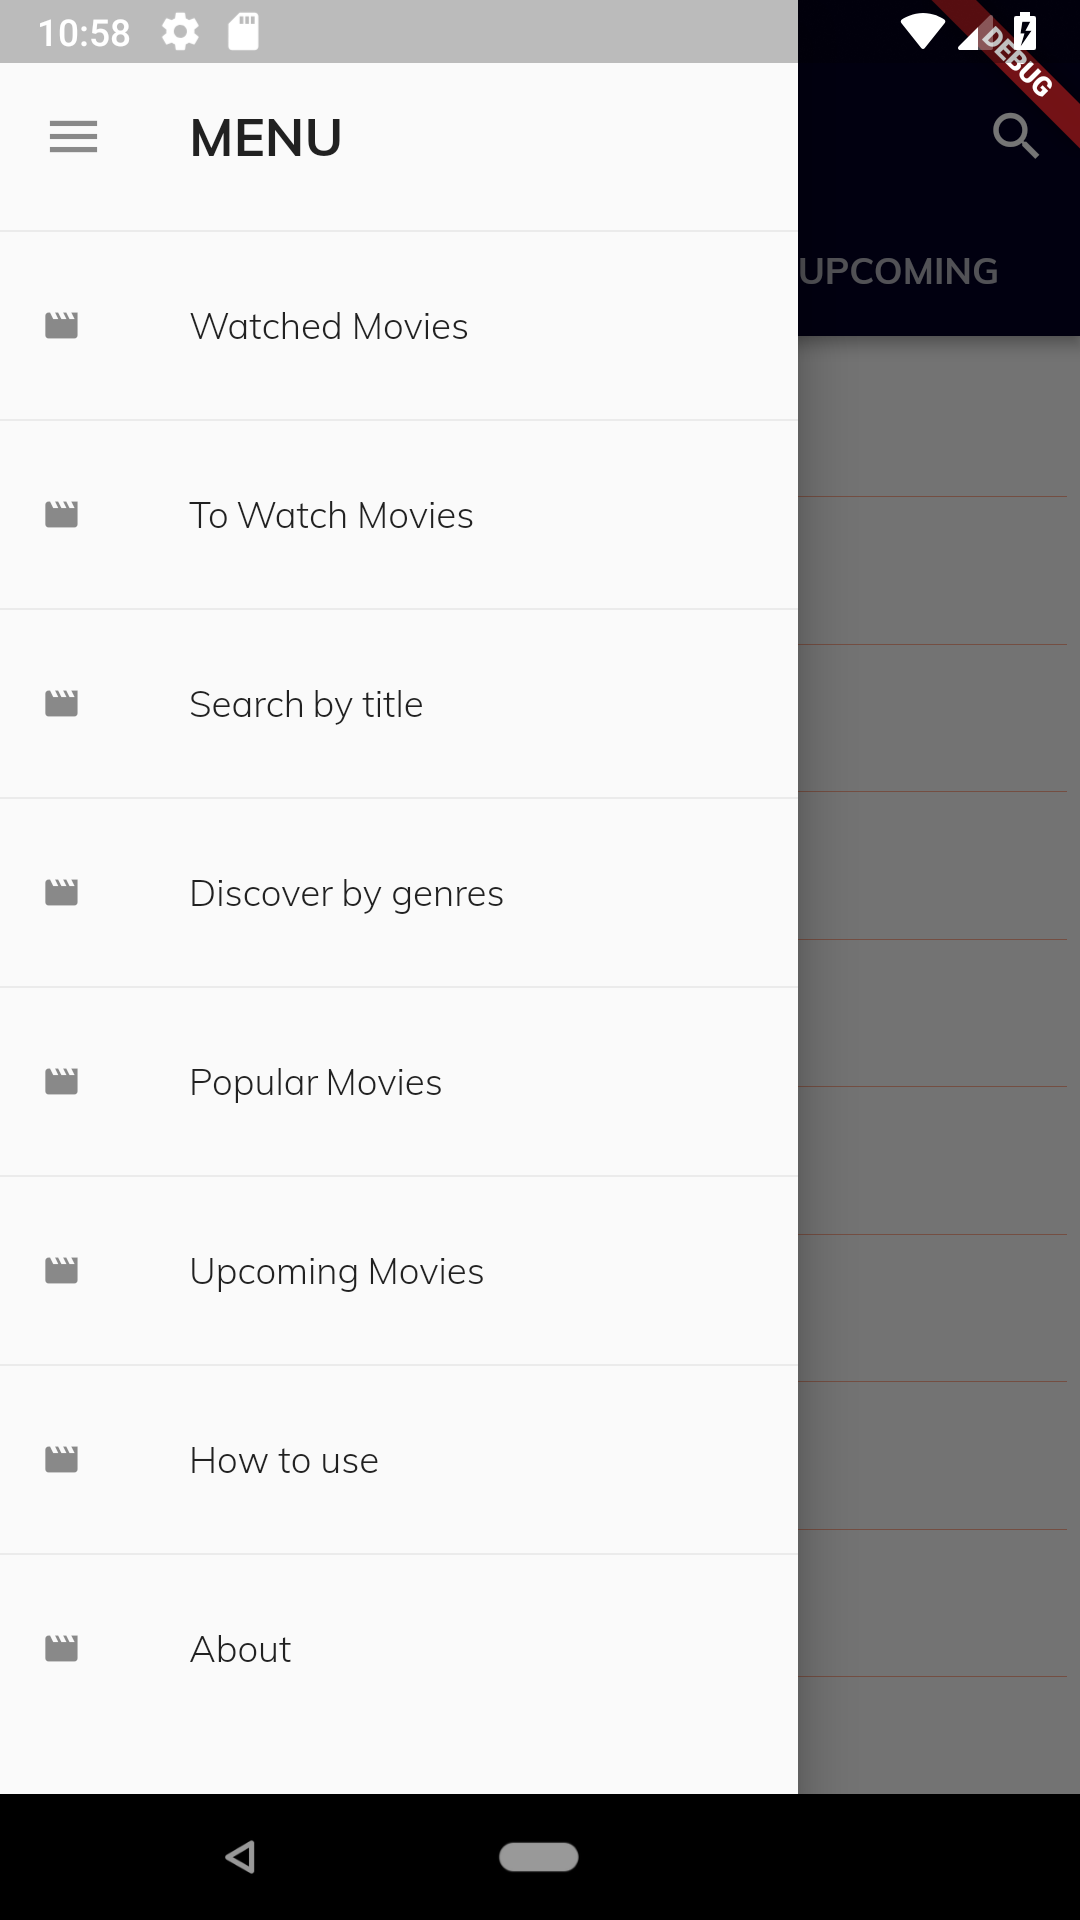 10:58
DEBUG
MENU
UPCOMING
Watched Movies
To Watch Movies
Search by title
Discover by genres
Popular Movies
Upcoming Movies
How to use
About